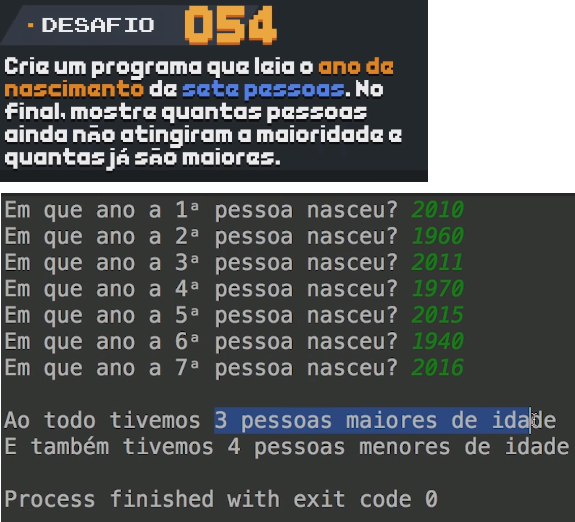 · DESAFIO 054
Crie um programa que leia o ano de
nascimento de sete pessoas. No
final, mostre quantas pessoas
ainda não atingiram a maioridade e
quantas já são maiores.
Em que ano a 1ª pessoa nasceu? 2010
Em que ano a 2ª pessoa nasceu? 1960
Em que ano a 3ª pessoa nasceu? 2011
Em que ano a 4ª pessoa nasceu? 1970
Em que ano a 5ª pessoa nasceu? 2015
Em que ano a 6ª pessoa nasceu? 1940
Em que ano a 7ª pessoa nasceu? 2016
Ao todo tivemos 3 pessoas maiores de idade
E também tivemos 4 pessoas menores de idade
Process finished with exit code 0